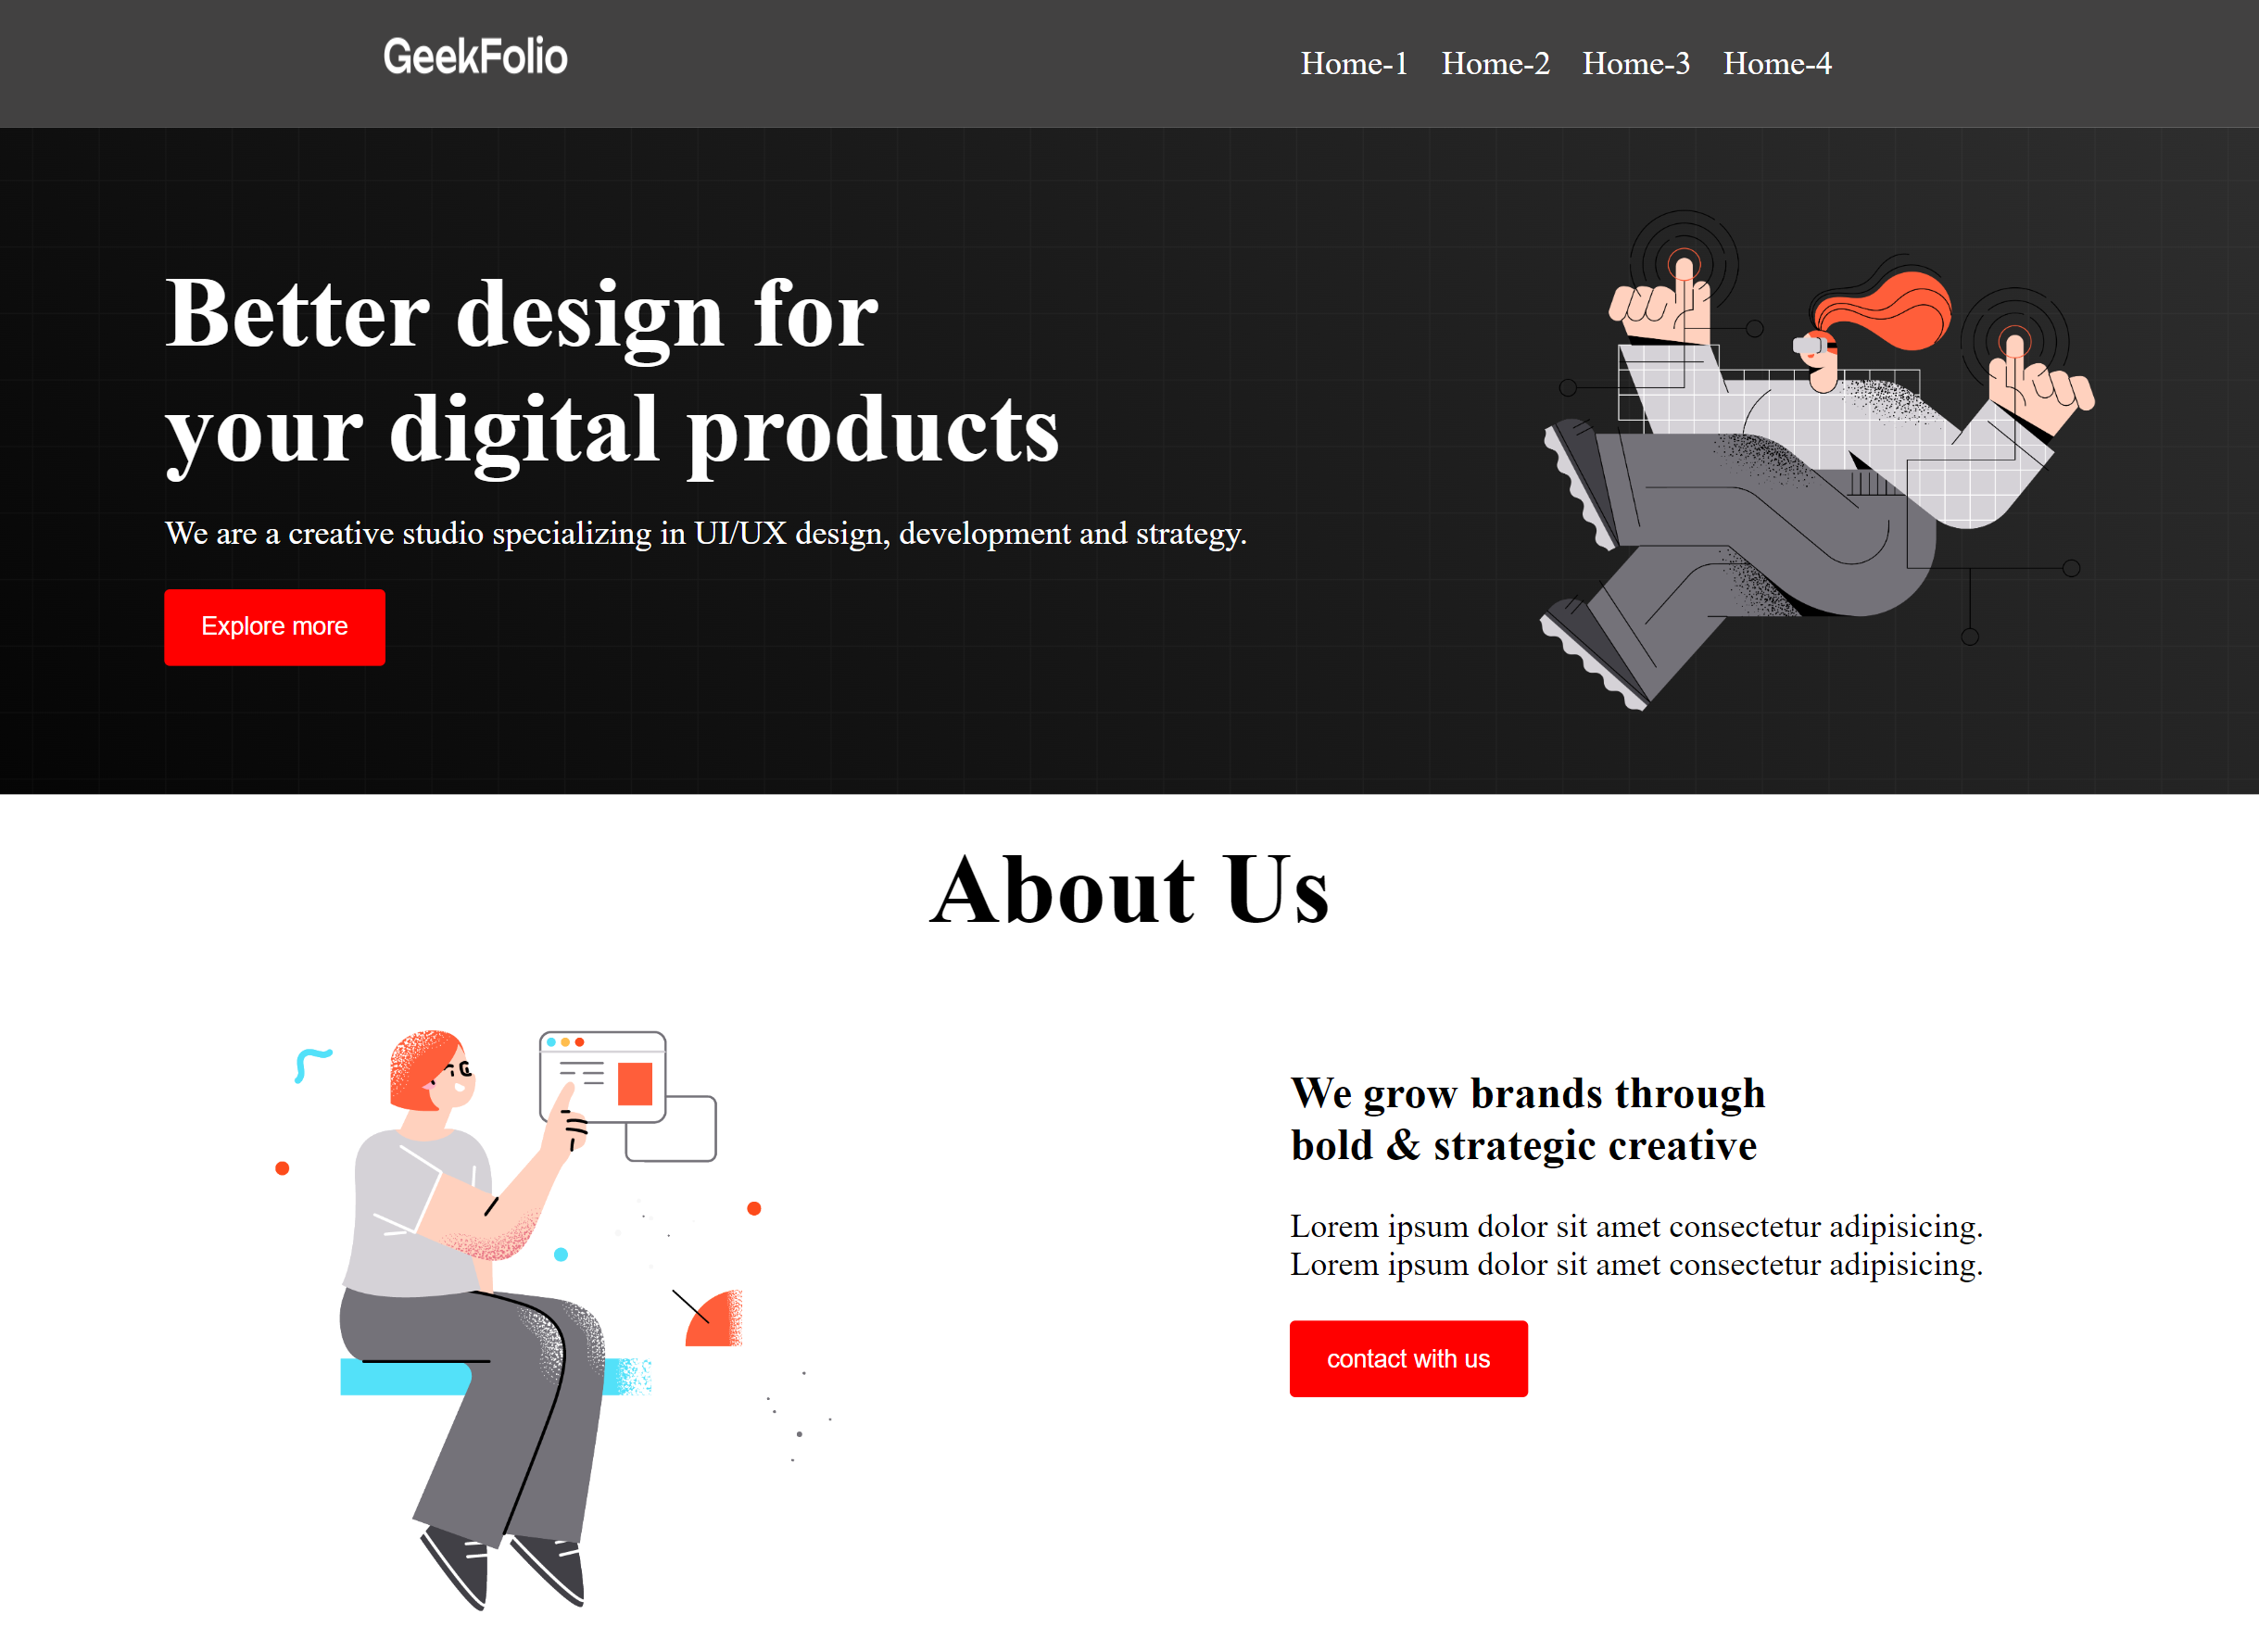 GeekFolio
Home-1 Home-2 Home-3 Home-4
Better design for
your digital products
We are a creative studio specializing in UI/UX design, development and strategy.
Explore more
About Us
We grow brands through
bold & strategic creative
Lorem ipsum dolor sit amet consectetur adipisicing.
Lorem ipsum dolor sit amet consectetur adipisicing.
contact with us